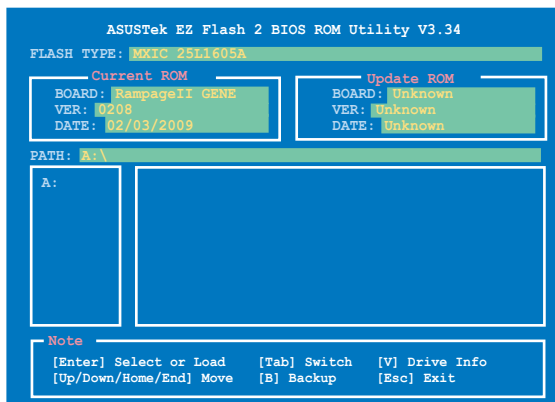 ASUSTek EZ Flash 2 BIOS ROM Utility V3.34
FLASH TYPE: MXIC 25L1605A
Current ROM
BOARD: RampageII GENE
VER: 0208
DATE: 02/03/2009
Update ROM
BOARD: Unknown
VER: Unknown
DATE: Unknown
PATH: A:\
A:
Note
[Enter] Select or Load [Tab] Switch [V] Drive Info
[Up/Down/Home/End] Move [B] Backup [Esc] Exit